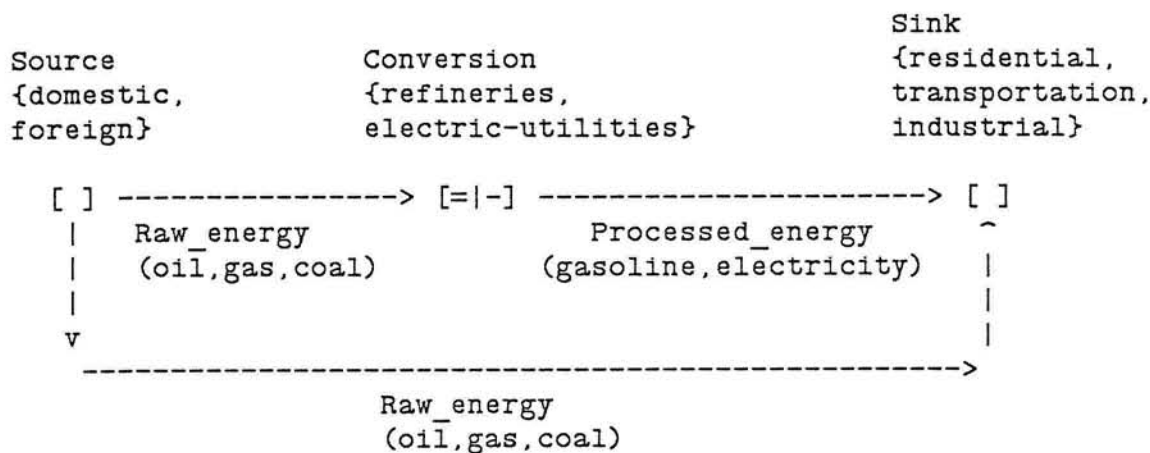 Sink
Source Conversion {residential,
{domestic, {refineries, transportation,
foreign} electric-utilities} industrial}
[ ] ----------------> [=|-] ----------------------> [ ]
| Raw_energy Processed_energy ^
| (oil,gas,coal) (gasoline,electricity) |
| |
v |
-------------------------------------------------->
Raw_energy
(oil,gas,coal)